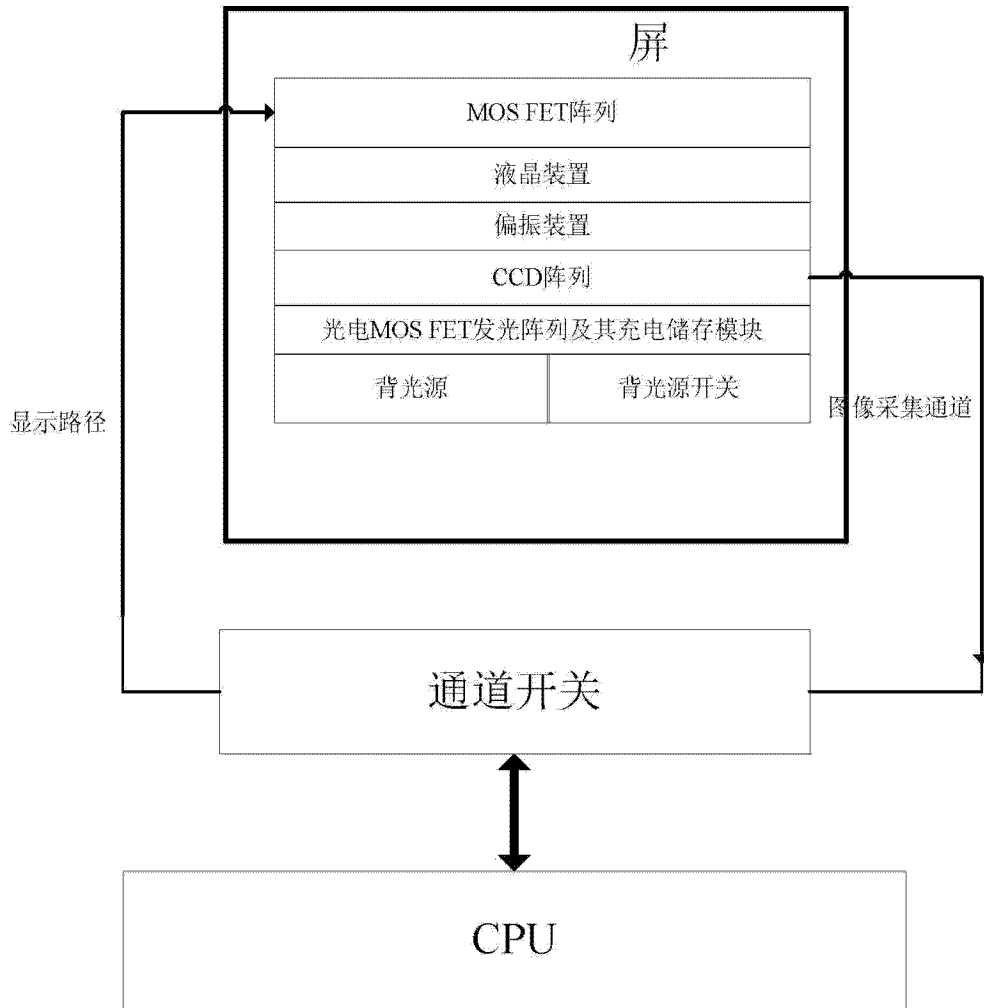 屏
MOS FET阵列
液晶装置
偏振装置
CCD阵列
光电MOS FET发光阵列及其充电储存模块
背光源
背光源开关
显示路径
图像采集通道
通道开关
CPU